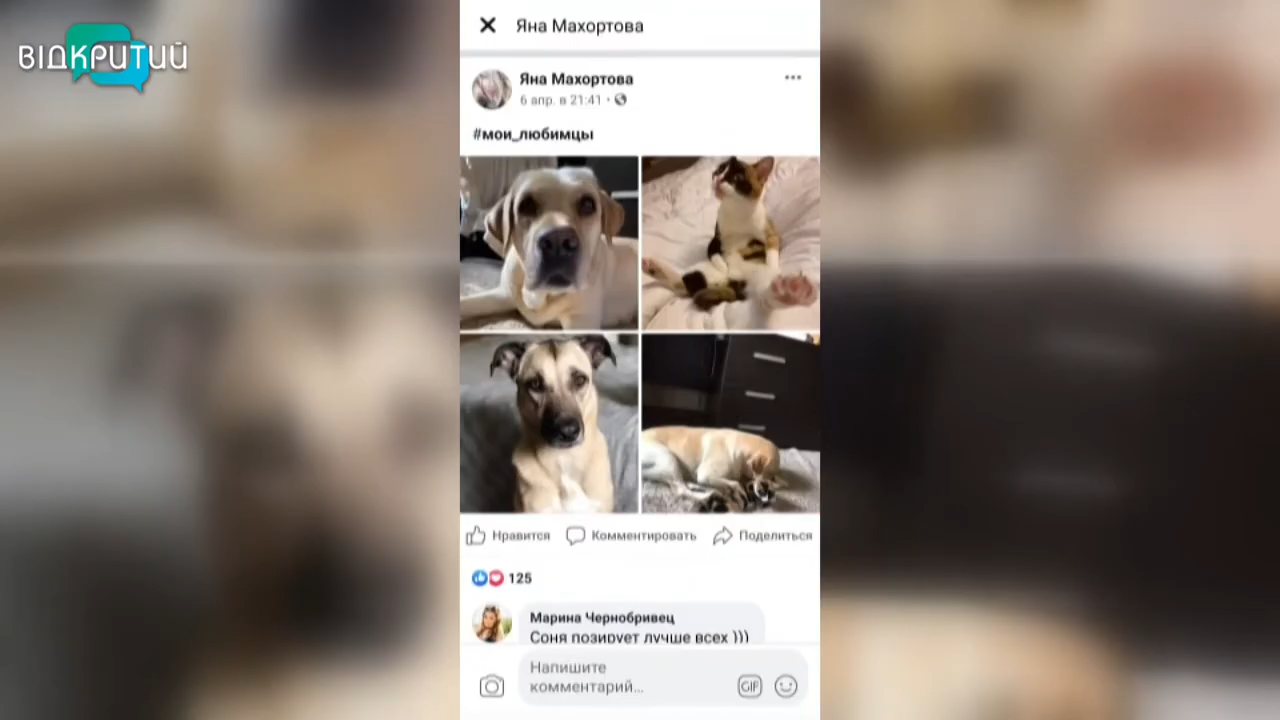 ВІДКРИТИЙ
Яна Махортова
Яна Махортова
6 апр. в 21:41 ·
#мои_любимцы
Нравится
Комментировать
Поделиться
125
Марина Чернобривец
Соня позирует лучше всех )))
Напишите
комментарий...
GIF